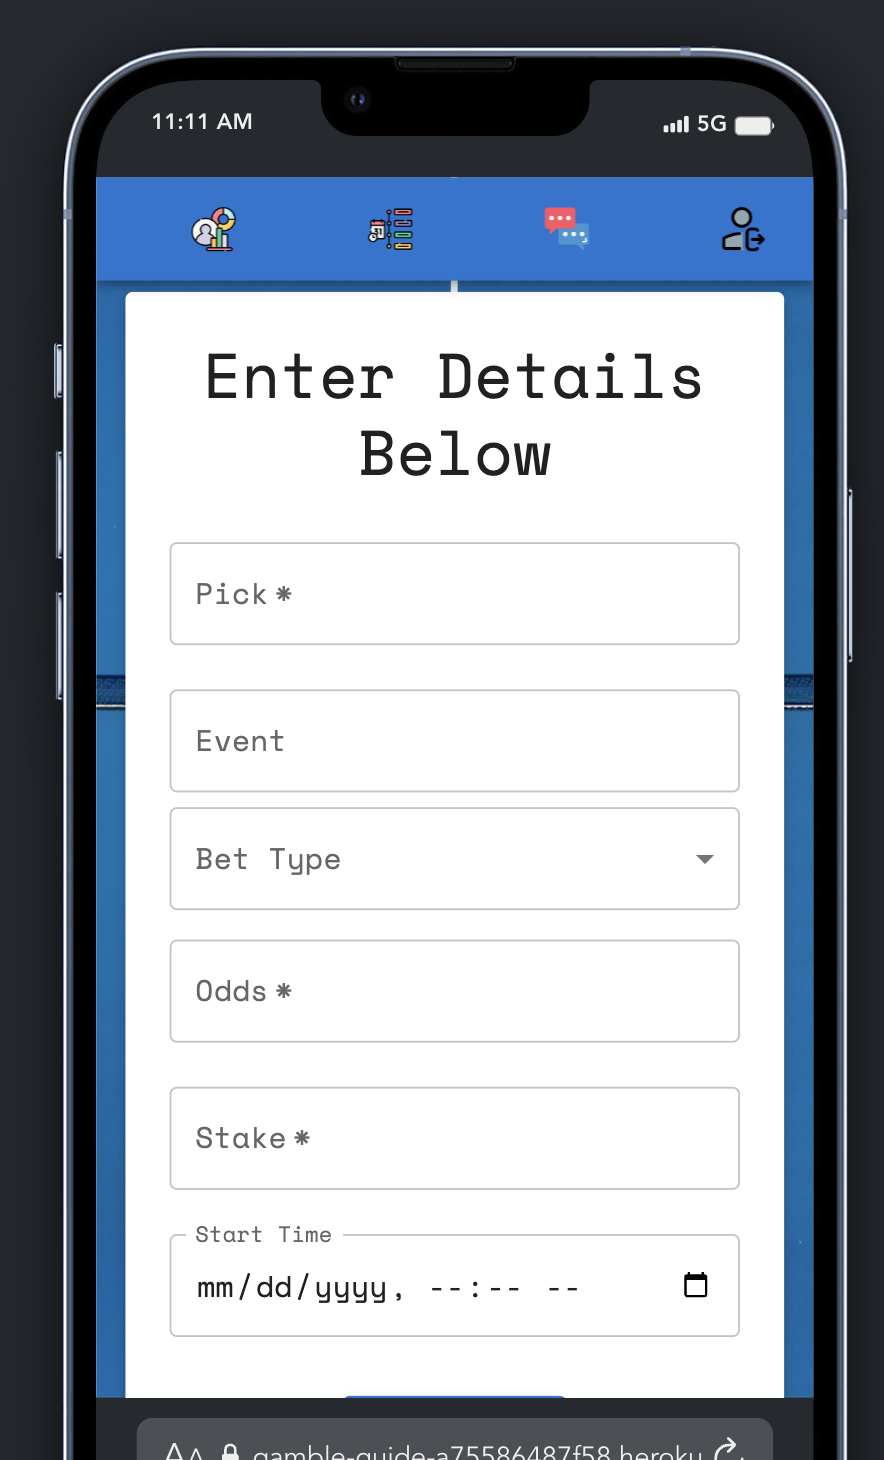 11:11 AM
5G
31
Enter Details
Below
Pick *
Event
Bet Type
Odds *
Stake *
Start Time
mm/dd/yyyy, --:-- --
AA gamble-guide-a75586487f58.heroku